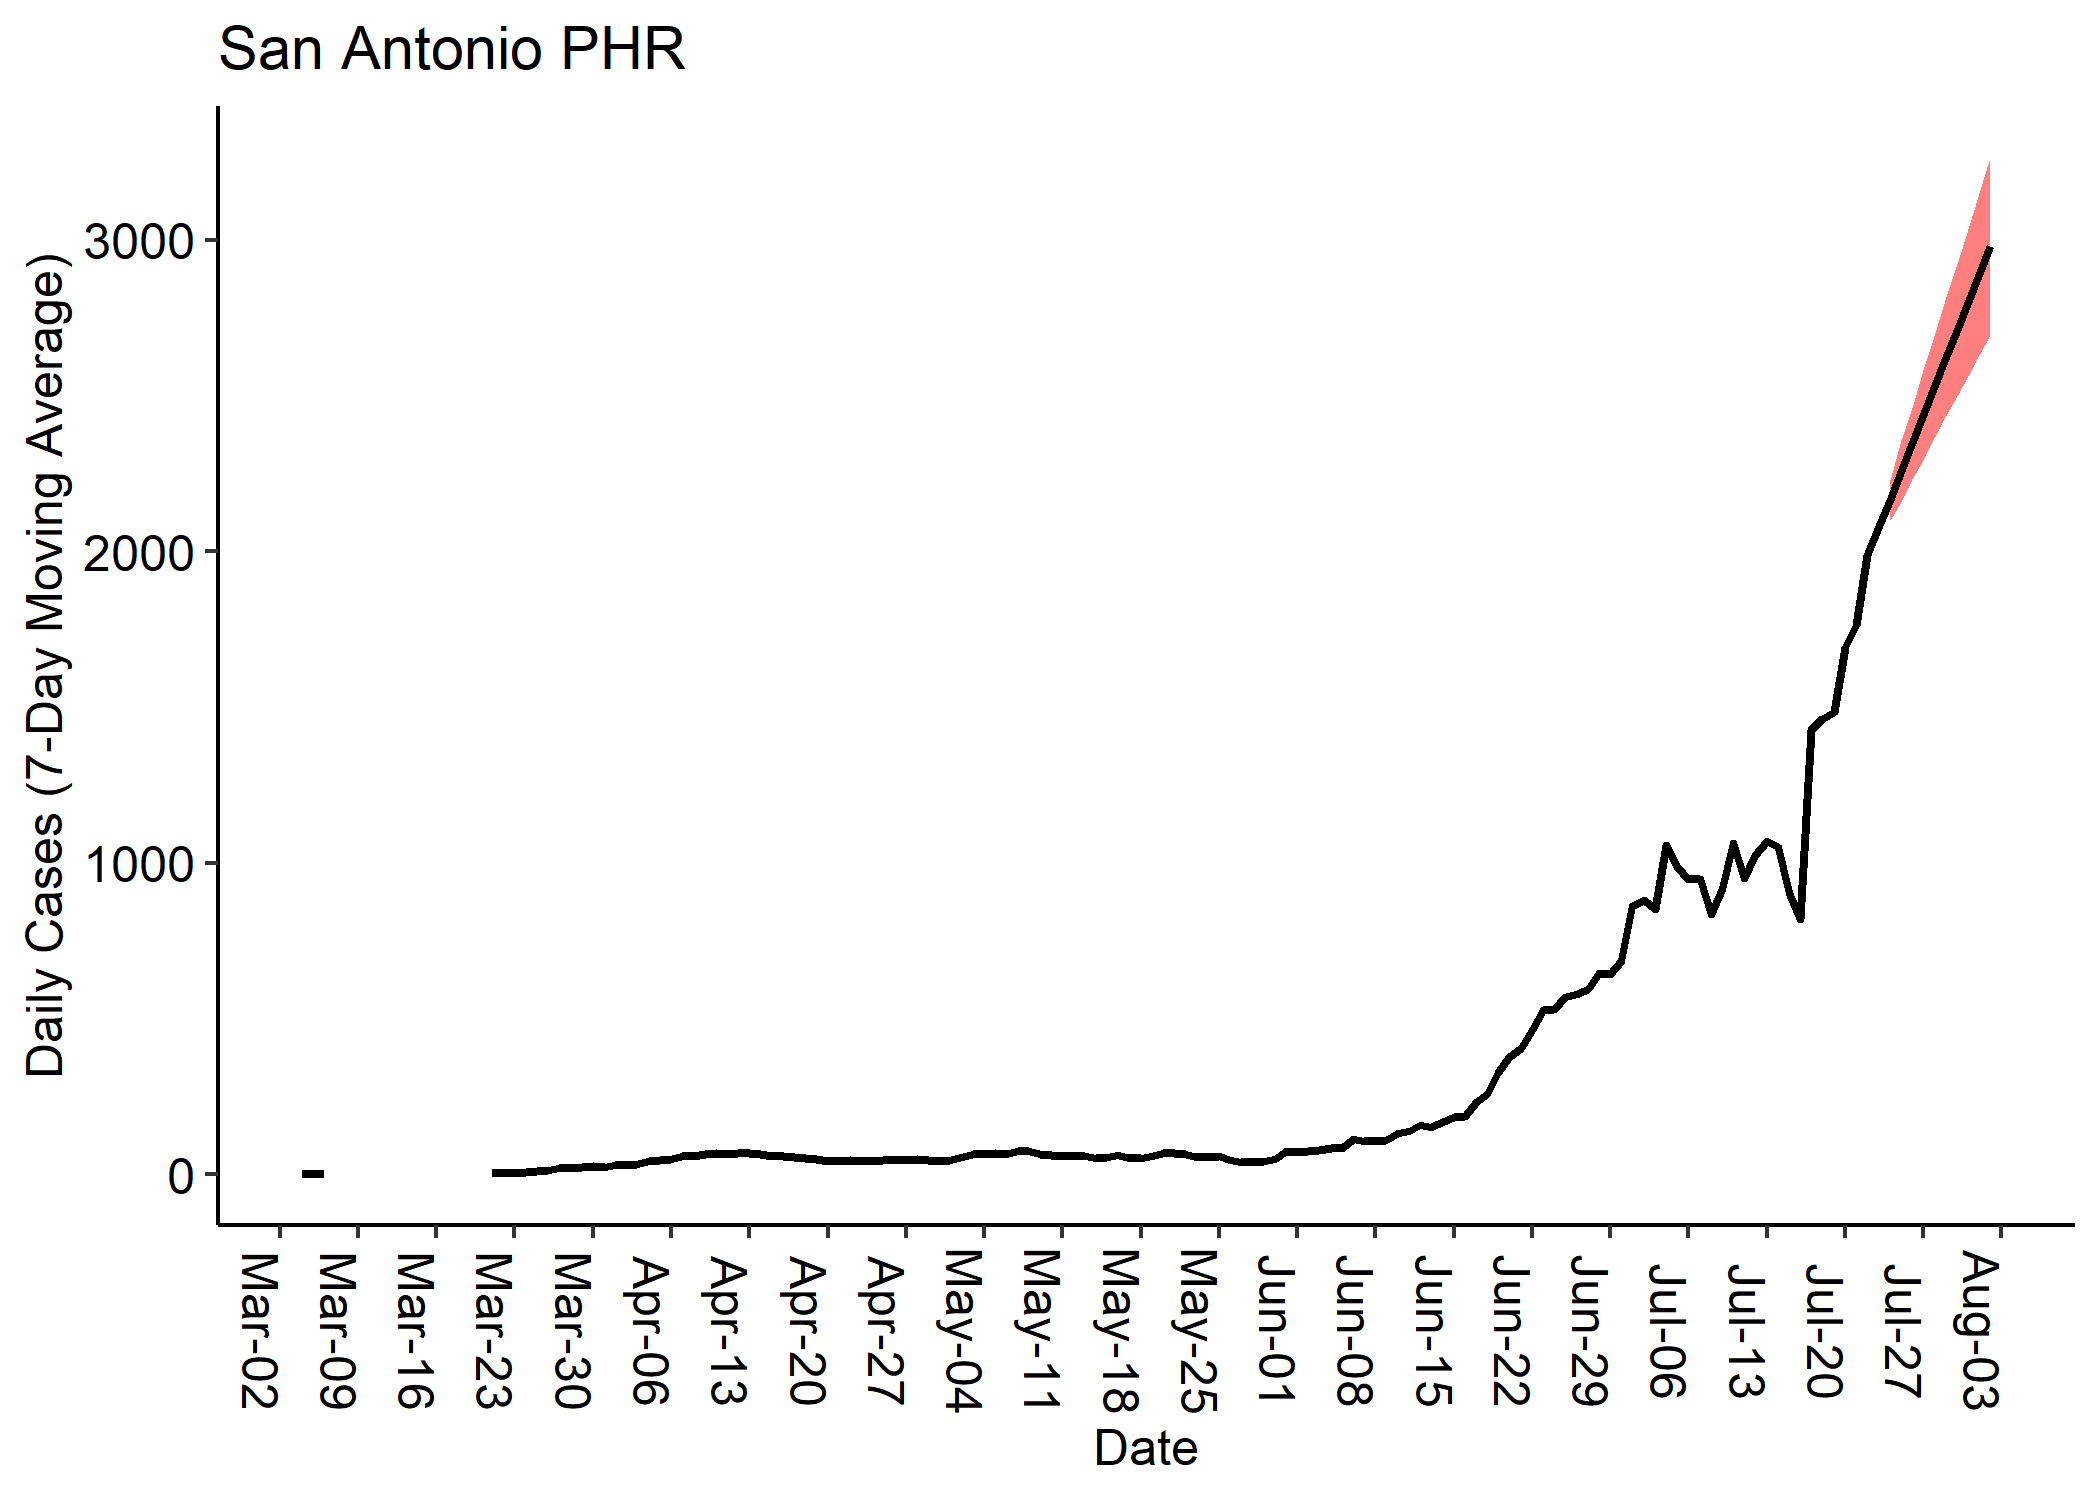 San Antonio PHR
Daily Cases (7-Day Moving Average)
3000
2000
1000
0
Mar-02
Mar-09
Mar-16
Mar-23
Mar-30
Apr-06
Apr-13
Apr-20
Apr-27
May-04
May-11
May-18
May-25
Jun-01
Jun-08
Jun-15
Jun-22
Jun-29
Jul-06
Jul-13
Jul-20
Jul-27
Aug-03
Date